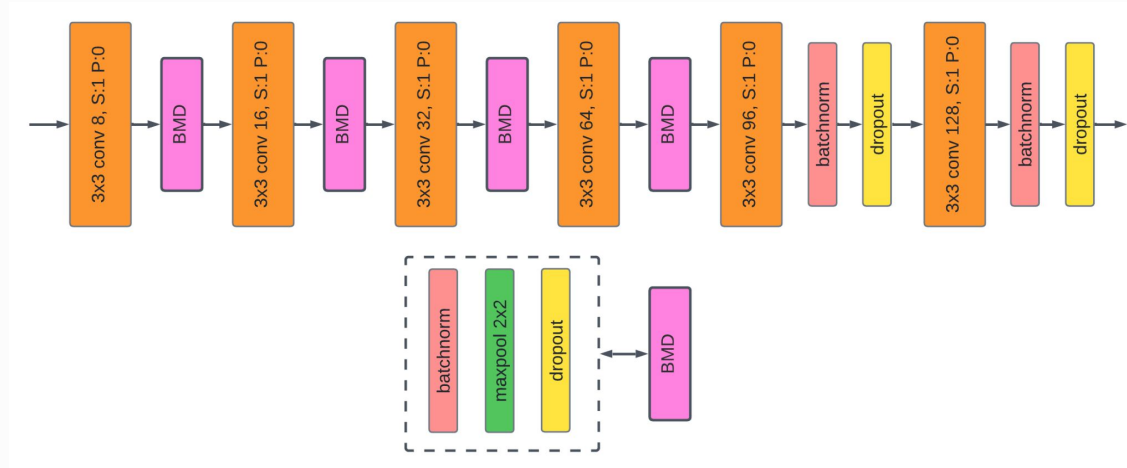 3x3 conv 8, S:1 P:0
BMD
3x3 conv 16, S:1 P:0
BMD
3x3 conv 32, S:1 P:0
BMD
3x3 conv 64, S:1 P:0
BMD
3x3 conv 96, S:1 P:0
batchnorm
dropout
3x3 conv 128, S:1 P:0
batchnorm
dropout
batchnorm
maxpool 2x2
dropout
BMD